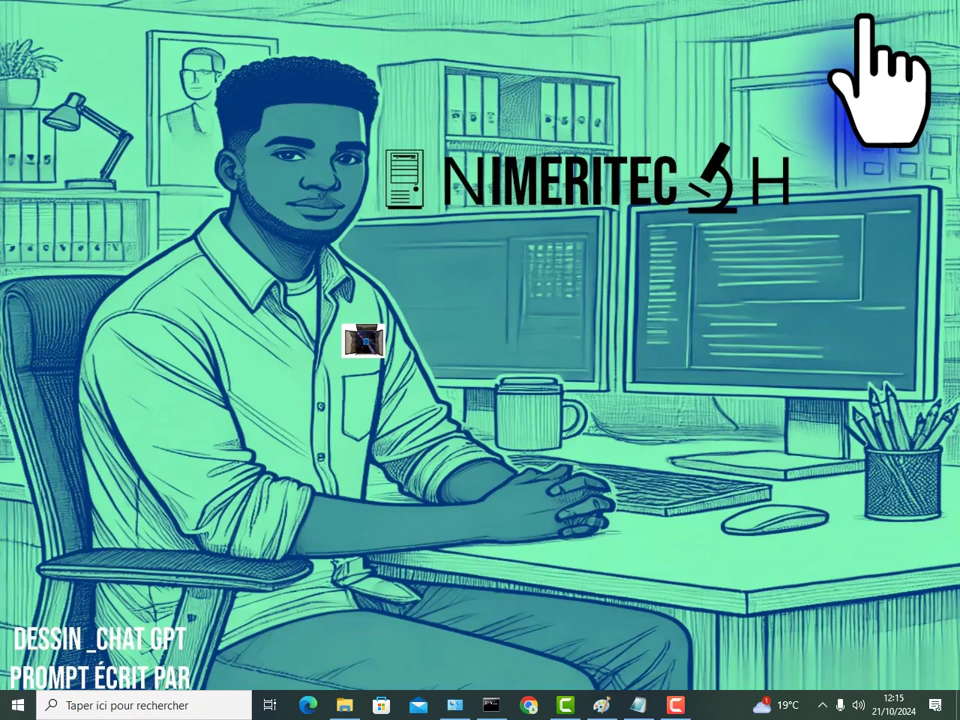 NIMERITEC H
DESSIN _CHAT GPT
PROMPT ÉCRIT PAR
Taper ici pour rechercher
19°C
12:15
21/10/2024